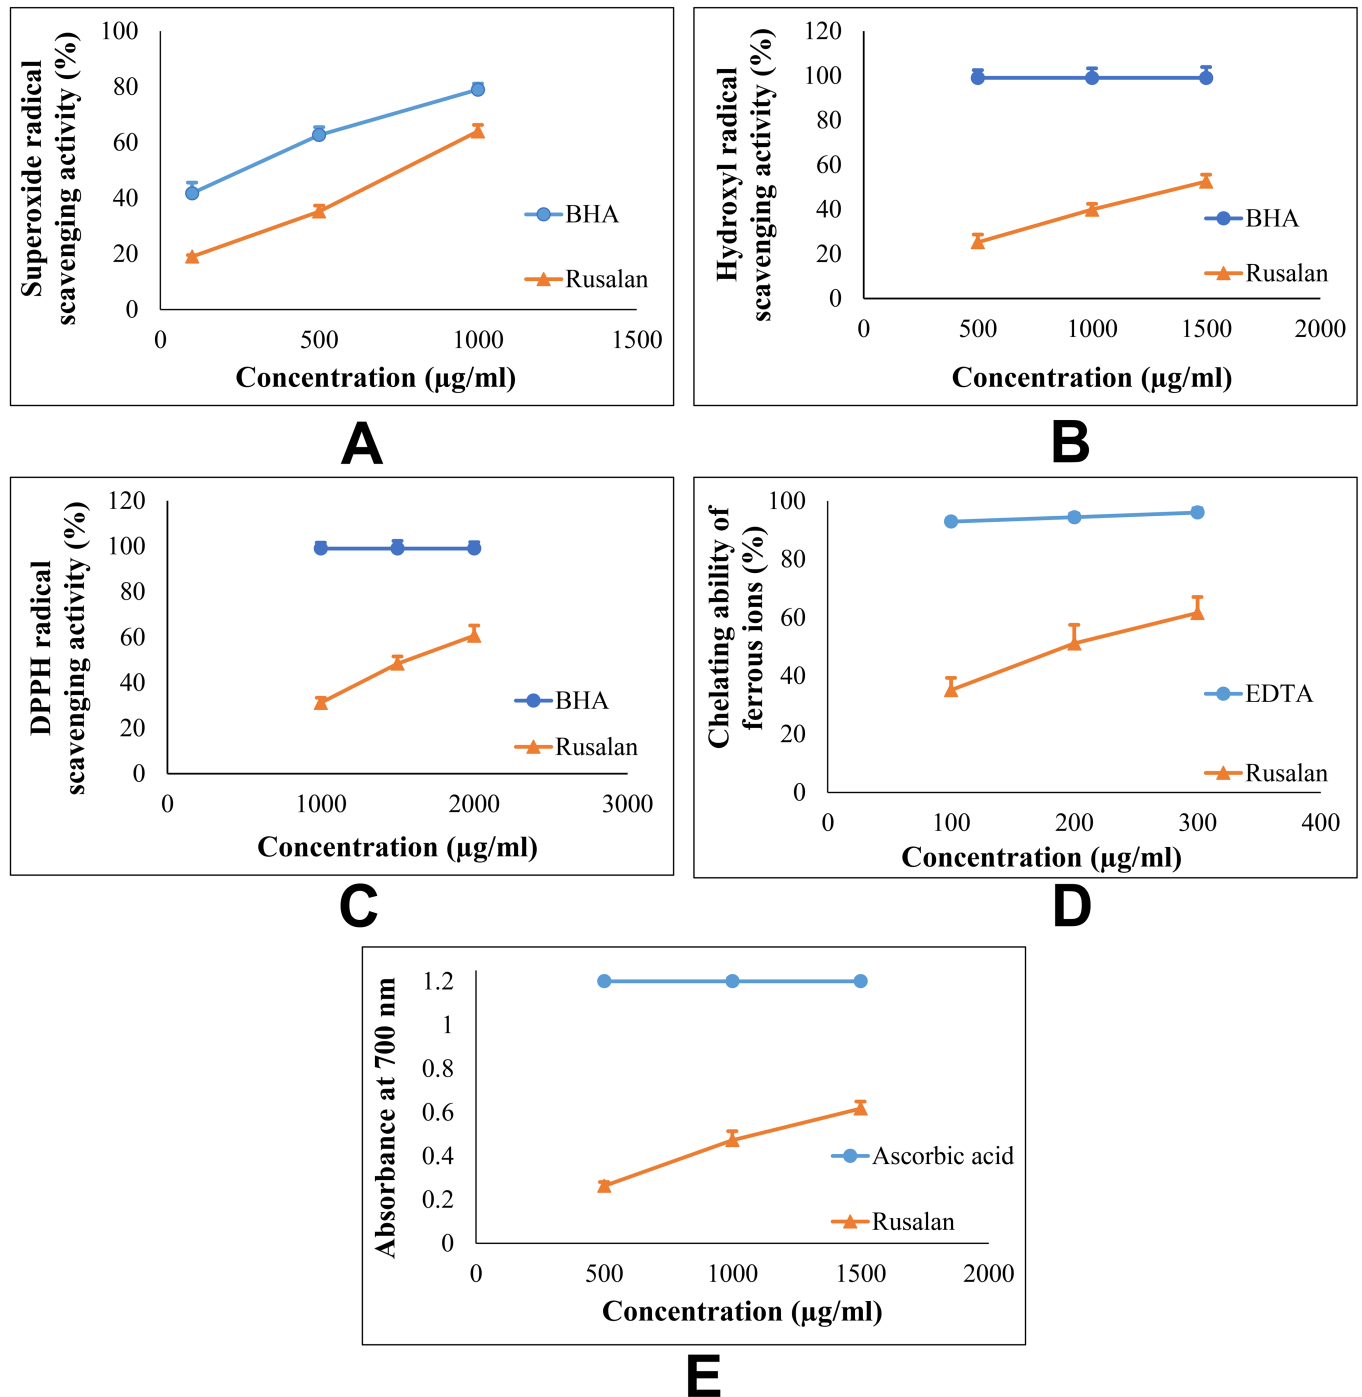 Superoxide radical
scavenging activity (%)
100
80
60
40
20
0
0 500 1000 1500
Concentration (µg/ml)
BHA
Rusalan
A
Hydroxyl radical
scavenging activity (%)
120
100
80
60
40
20
0
0 500 1000 1500 2000
Concentration (µg/ml)
BHA
Rusalan
B
DPPH radical
scavenging activity (%)
120
100
80
60
40
20
0
0 1000 2000 3000
Concentration (µg/ml)
BHA
Rusalan
C
Chelating ability of
ferrous ions (%)
100
80
60
40
20
0
0 100 200 300 400
Concentration (µg/ml)
EDTA
Rusalan
D
Absorbance at 700 nm
1.2
1
0.8
0.6
0.4
0.2
0
0 500 1000 1500 2000
Concentration (µg/ml)
Ascorbic acid
Rusalan
E